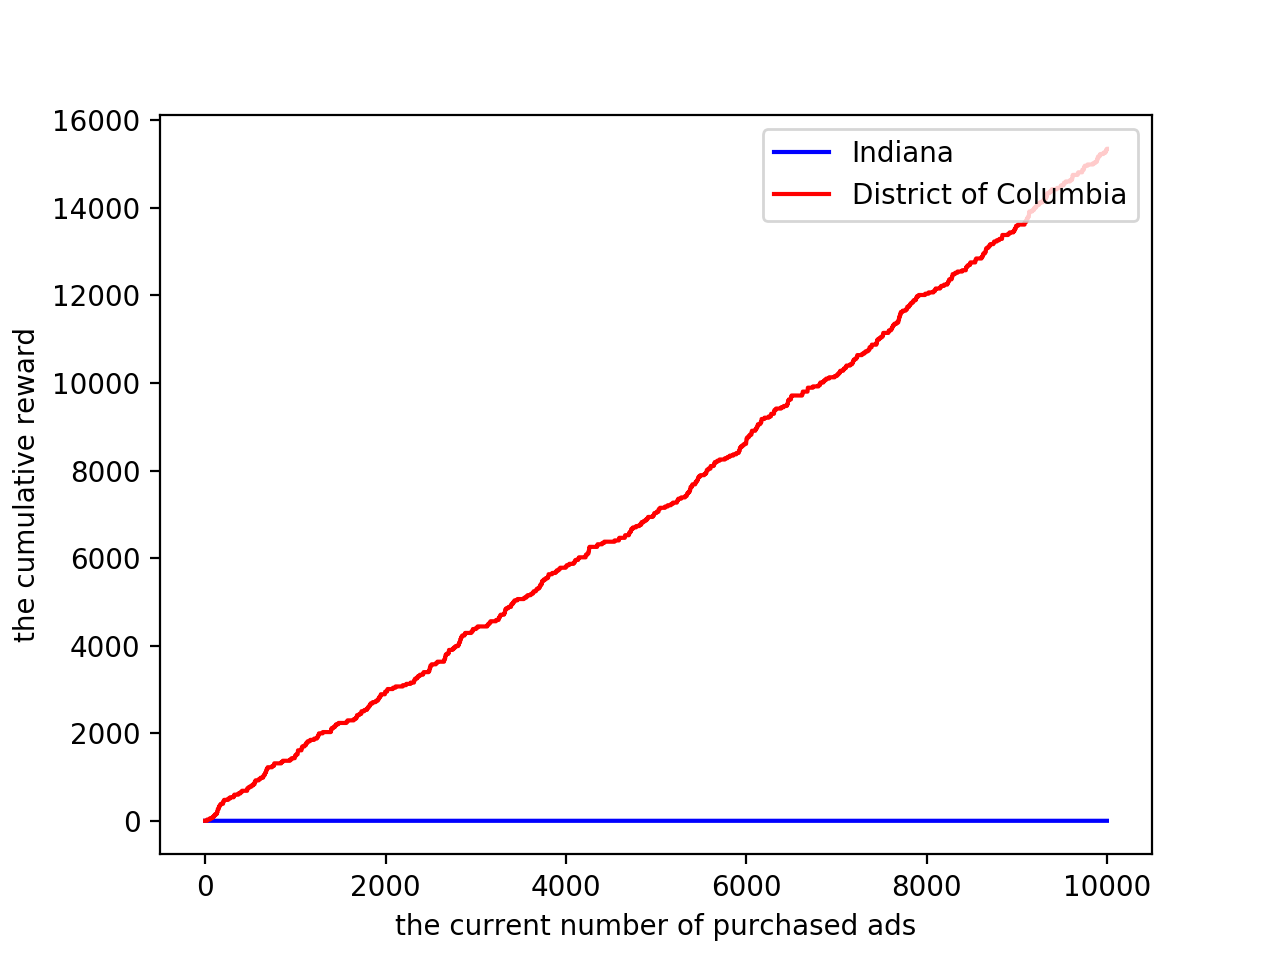 16000
14000
12000
10000
8000
6000
4000
2000
0
the cumulative reward
Indiana
District of Columbia
0 2000 4000 6000 8000 10000
the current number of purchased ads